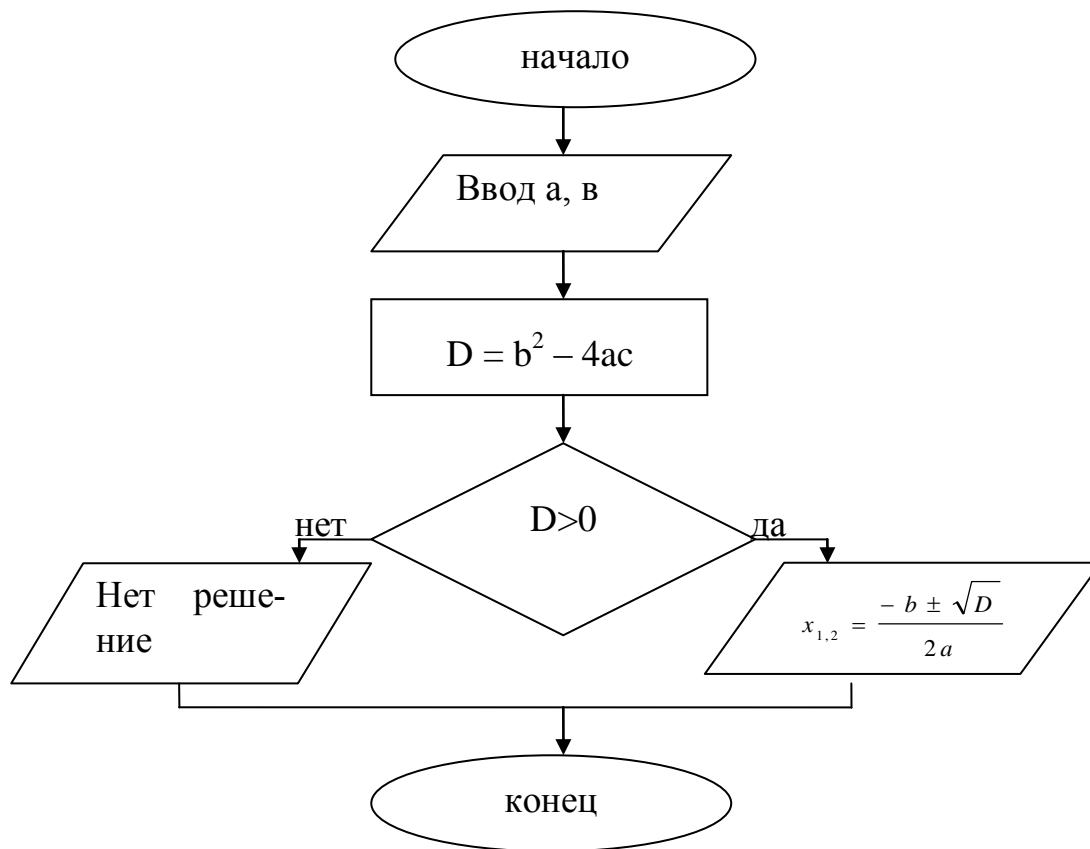 начало
Ввод а, в
D = b² – 4ac
D>0
нет
да
Нет реше-
ние
x₁,₂ = (– b ± √D) / 2a
конец